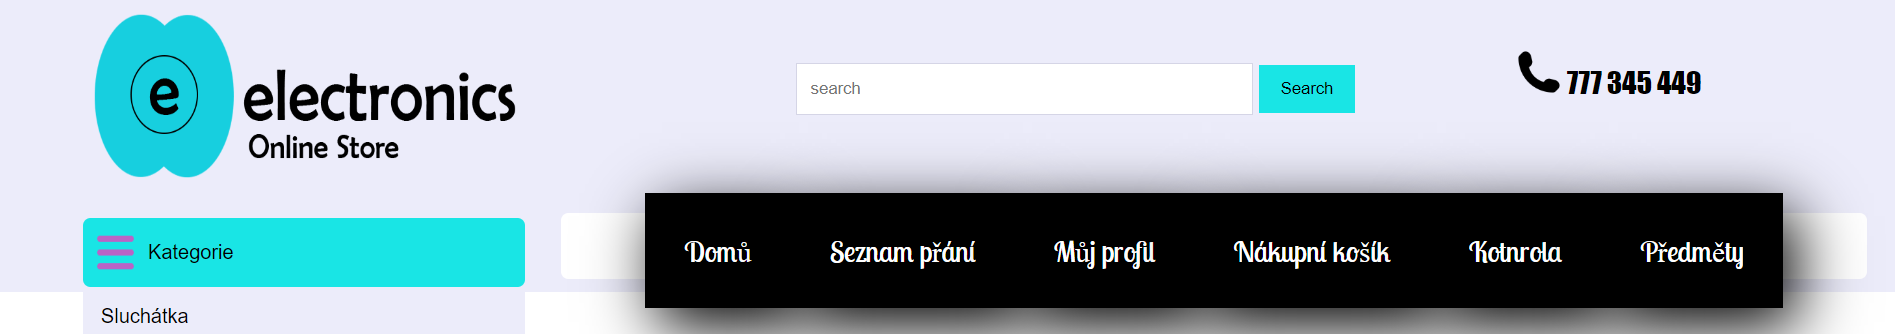 e
electronics
Online Store
search
Search
777 345 449
Domů
Seznam přání
Můj profil
Nákupní košík
Kotnrola
Předměty
Kategorie
Sluchátka